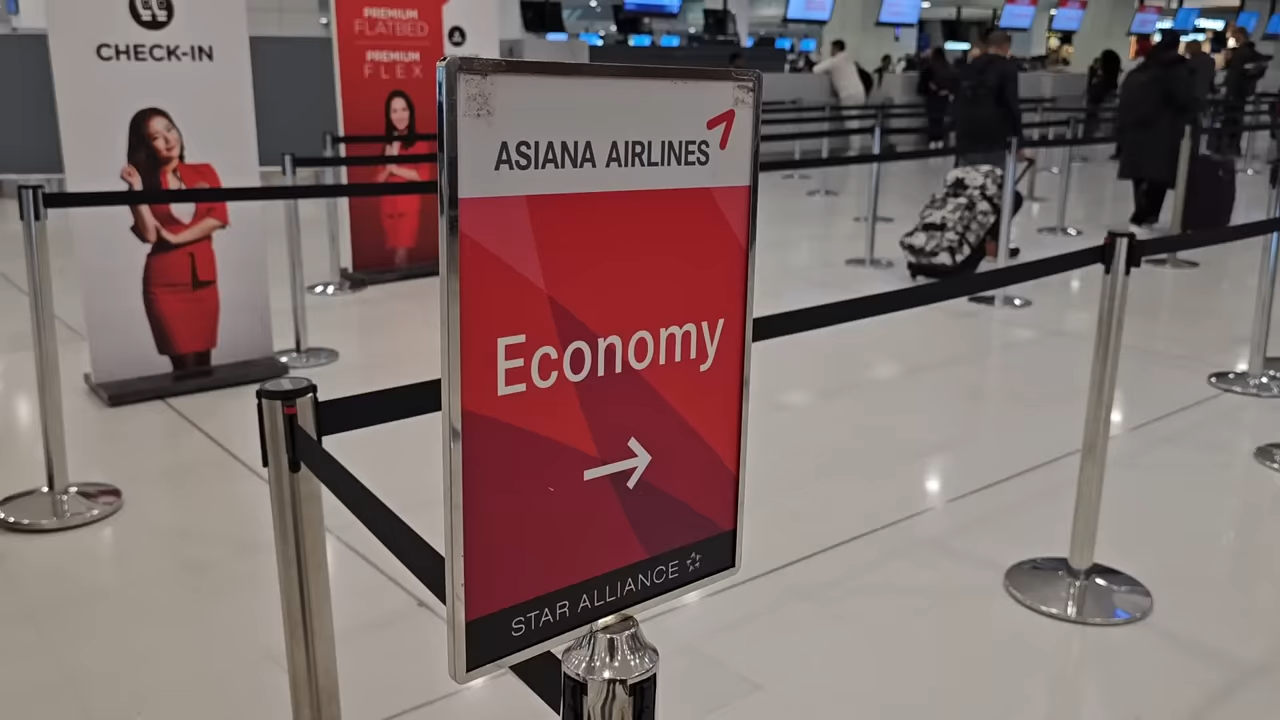 CHECK-IN
PREMIUM
FLATBED
PREMIUM
FLEX
ASIANA AIRLINES
Economy
→
STAR ALLIANCE